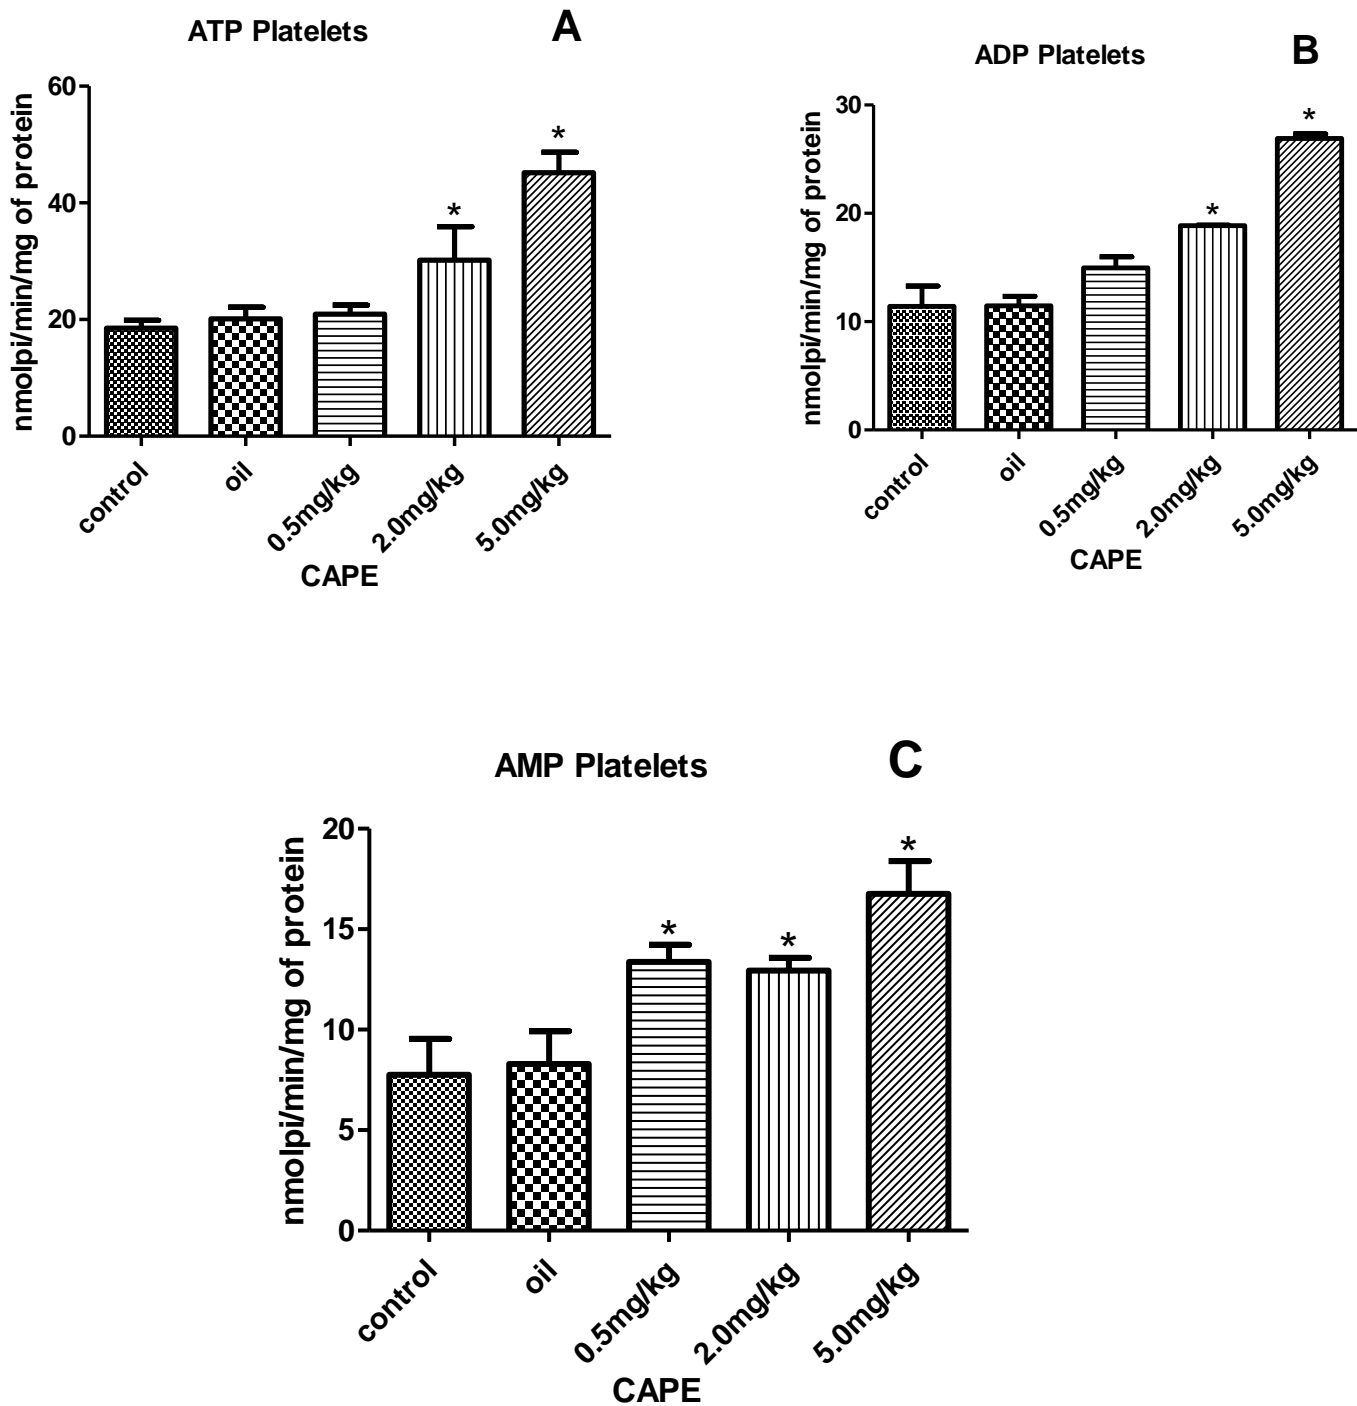 ATP Platelets
A
nmolpi/min/mg of protein
60
40
20
0
*
*
control
oil
0.5mg/kg
2.0mg/kg
5.0mg/kg
CAPE
ADP Platelets
B
nmolpi/min/mg of protein
30
20
10
0
*
*
control
oil
0.5mg/kg
2.0mg/kg
5.0mg/kg
CAPE
AMP Platelets
C
nmolpi/min/mg of protein
20
15
10
5
0
*
*
*
control
oil
0.5mg/kg
2.0mg/kg
5.0mg/kg
CAPE